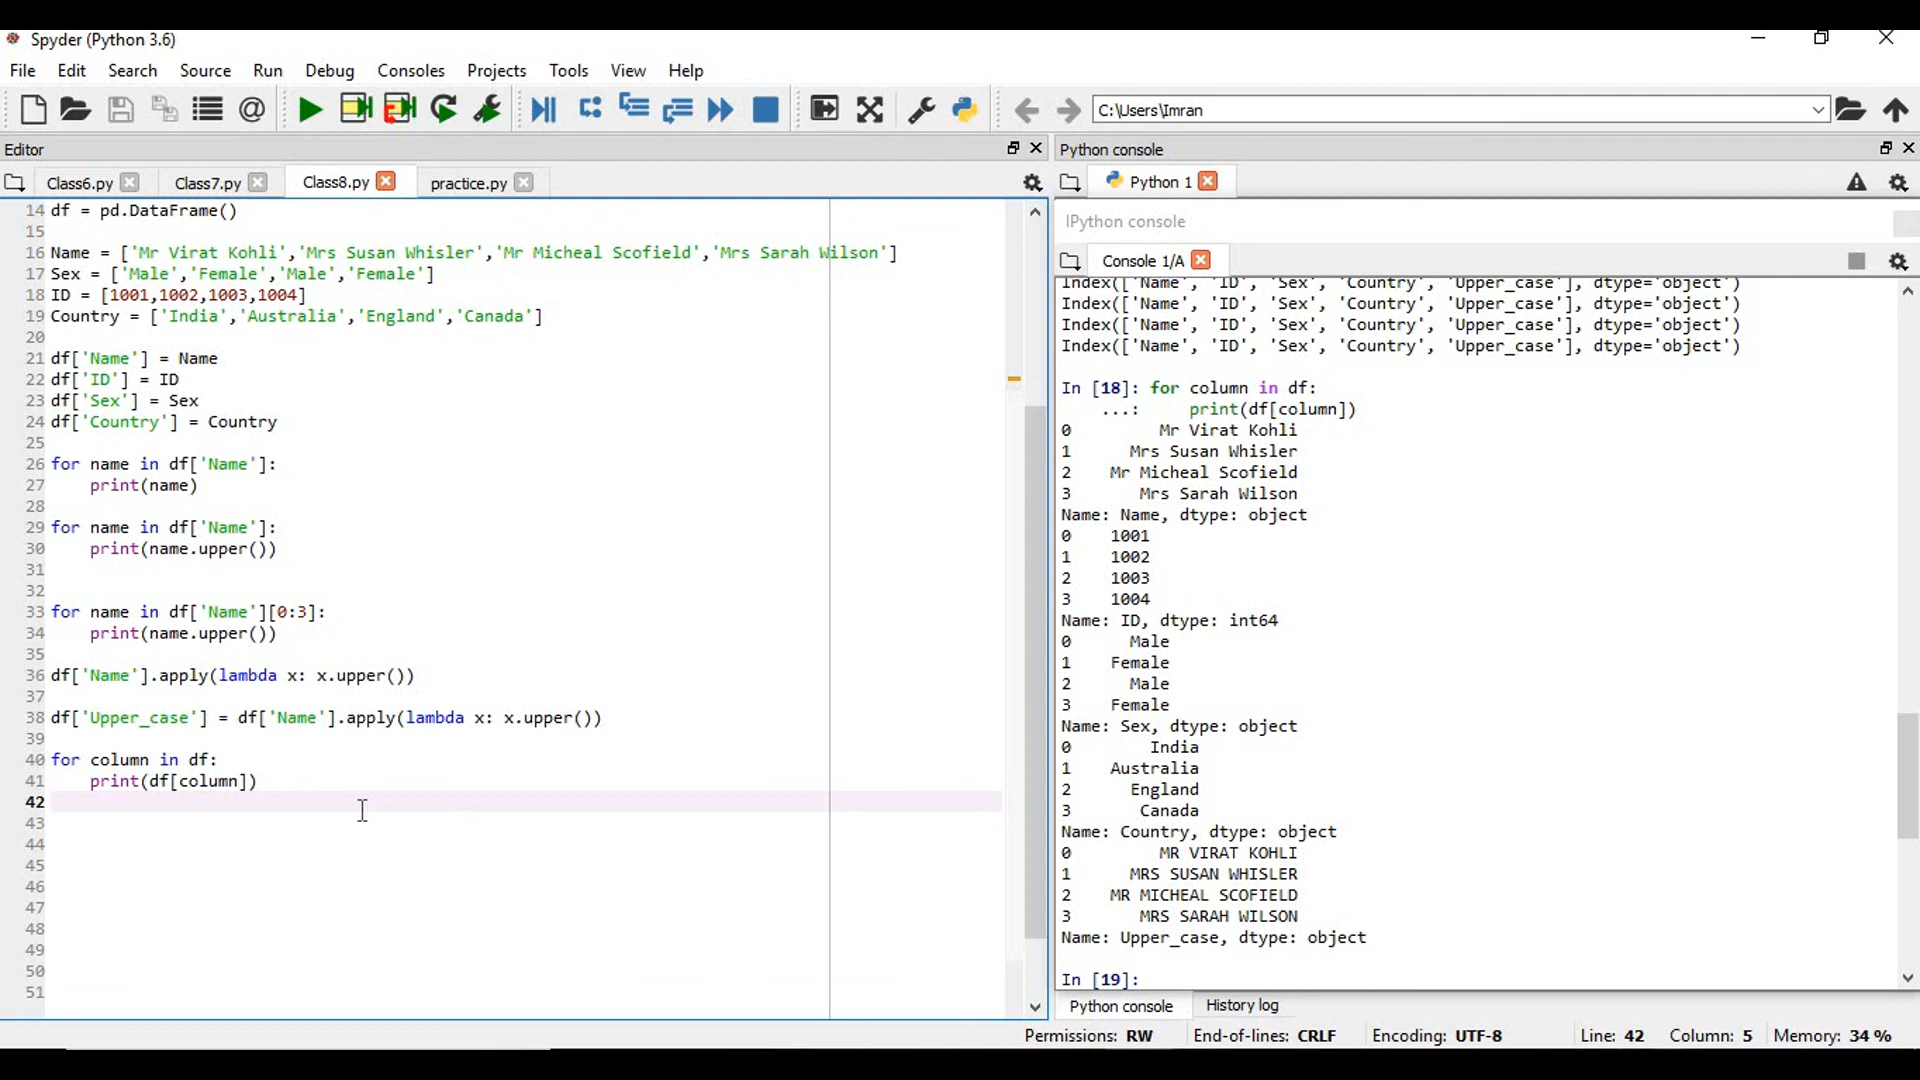 Spyder (Python 3.6)
File Edit Search Source Run Debug Consoles Projects Tools View Help
C:\Users\Imran
Editor
Class6.py Class7.py Class8.py practice.py
14 df = pd.DataFrame()
15
16 Name = ['Mr Virat Kohli','Mrs Susan Whisler','Mr Micheal Scofield','Mrs Sarah Wilson']
17 Sex = ['Male','Female','Male','Female']
18 ID = [1001,1002,1003,1004]
19 Country = ['India','Australia','England','Canada']
20
21 df['Name'] = Name
22 df['ID'] = ID
23 df['Sex'] = Sex
24 df['Country'] = Country
25
26 for name in df['Name']:
27     print(name)
28
29 for name in df['Name']:
30     print(name.upper())
31
32
33 for name in df['Name'][0:3]:
34     print(name.upper())
35
36 df['Name'].apply(lambda x: x.upper())
37
38 df['Upper_case'] = df['Name'].apply(lambda x: x.upper())
39
40 for column in df:
41     print(df[column])
42
43
44
45
46
47
48
49
50
51
Python console
Python 1
IPython console
Console 1/A
Index(['Name', 'ID', 'Sex', 'Country', 'Upper_case'], dtype='object')
Index(['Name', 'ID', 'Sex', 'Country', 'Upper_case'], dtype='object')
Index(['Name', 'ID', 'Sex', 'Country', 'Upper_case'], dtype='object')
Index(['Name', 'ID', 'Sex', 'Country', 'Upper_case'], dtype='object')
In [18]: for column in df:
    ...:     print(df[column])
0          Mr Virat Kohli
1       Mrs Susan Whisler
2     Mr Micheal Scofield
3        Mrs Sarah Wilson
Name: Name, dtype: object
0    1001
1    1002
2    1003
3    1004
Name: ID, dtype: int64
0      Male
1    Female
2      Male
3    Female
Name: Sex, dtype: object
0        India
1    Australia
2      England
3       Canada
Name: Country, dtype: object
0          MR VIRAT KOHLI
1       MRS SUSAN WHISLER
2     MR MICHEAL SCOFIELD
3        MRS SARAH WILSON
Name: Upper_case, dtype: object
In [19]:
Python console History log
Permissions: RW End-of-lines: CRLF Encoding: UTF-8 Line: 42 Column: 5 Memory: 34 %